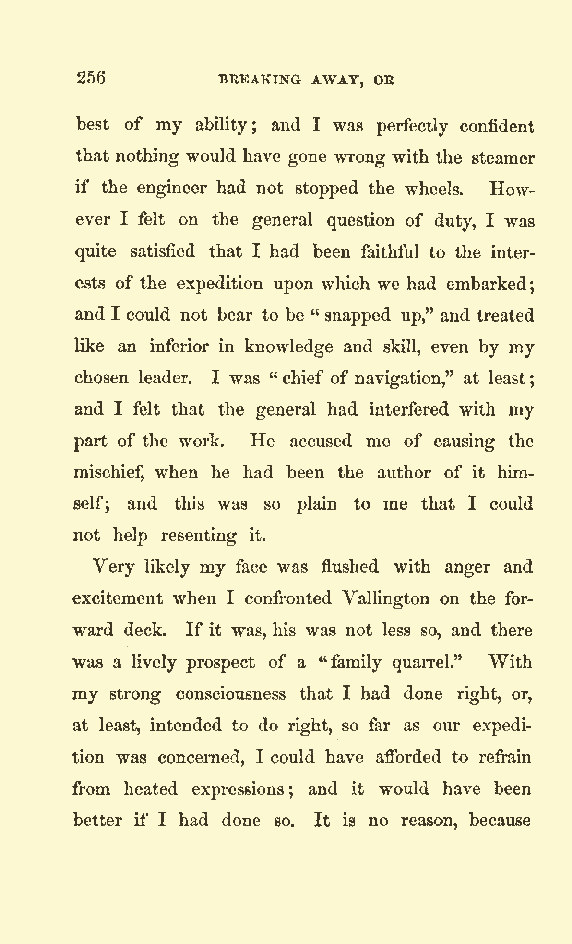 256 BREAKING AWAY, OR
best of my ability; and I was perfectly confident
that nothing would have gone wrong with the steamer
if the engineer had not stopped the wheels. How-
ever I felt on the general question of duty, I was
quite satisfied that I had been faithful to the inter-
ests of the expedition upon which we had embarked;
and I could not bear to be “snapped up,” and treated
like an inferior in knowledge and skill, even by my
chosen leader. I was “chief of navigation,” at least;
and I felt that the general had interfered with my
part of the work. He accused me of causing the
mischief, when he had been the author of it him-
self; and this was so plain to me that I could
not help resenting it.
Very likely my face was flushed with anger and
excitement when I confronted Vallington on the for-
ward deck. If it was, his was not less so, and there
was a lively prospect of a “family quarrel.” With
my strong consciousness that I had done right, or,
at least, intended to do right, so far as our expedi-
tion was concerned, I could have afforded to refrain
from heated expressions; and it would have been
better if I had done so. It is no reason, because